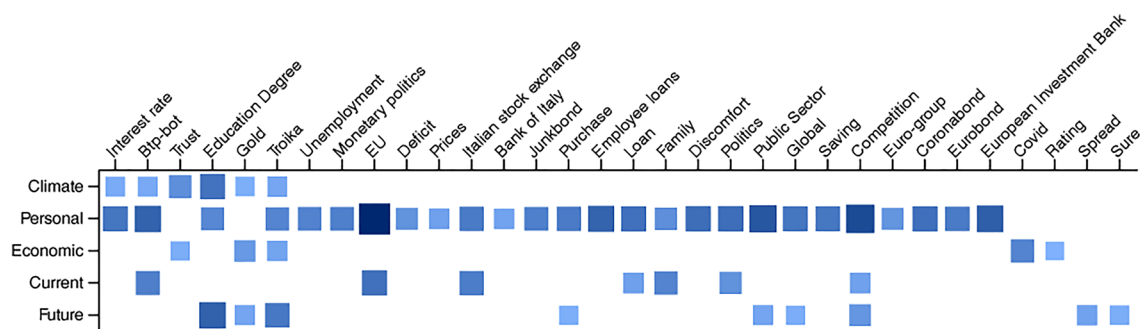 Interest rate
Btp-bot
Trust
Education Degree
Gold
Troika
Unemployment
Monetary politics
EU
Deficit
Prices
Italian stock exchange
Bank of Italy
Junkbond
Purchase
Employee loans
Loan
Family
Discomfort
Politics
Public Sector
Global
Saving
Competition
Euro-group
Coronabond
Eurobond
European Investment Bank
Covid
Rating
Spread
Sure
Climate
Personal
Economic
Current
Future